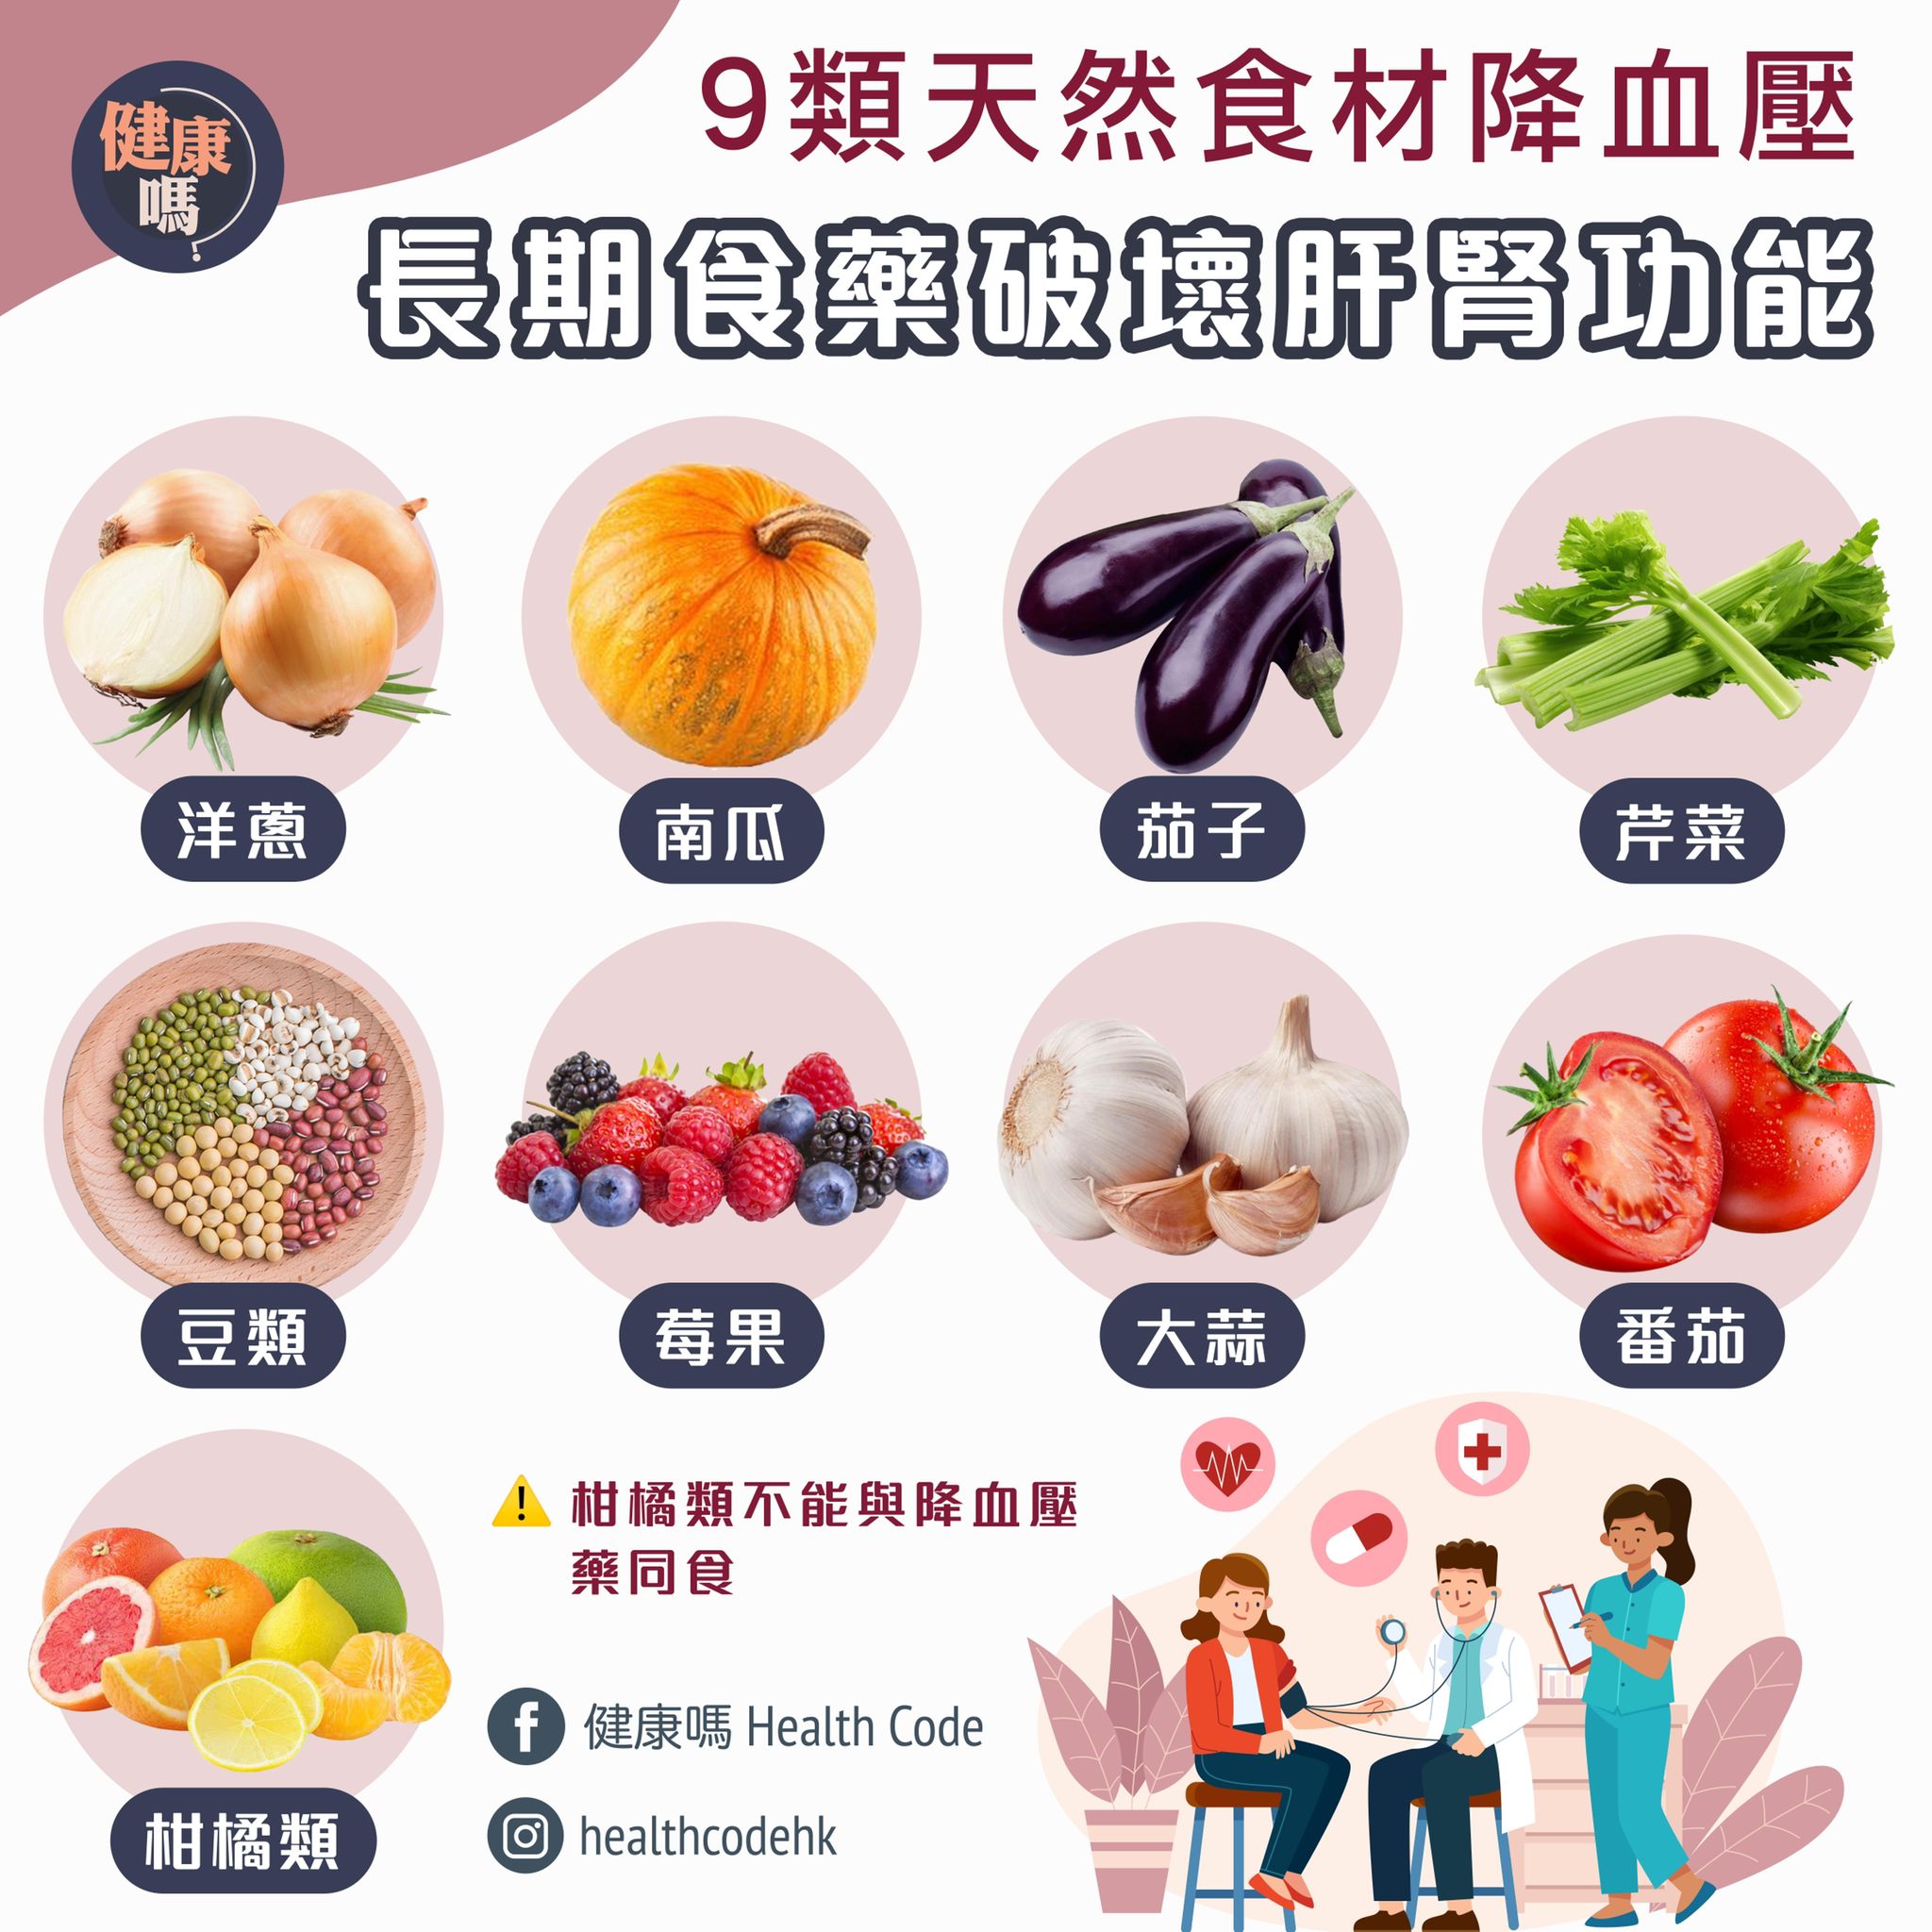 健康
嗎?
9類天然食材降血壓
長期食藥破壞肝腎功能
洋蔥
南瓜
茄子
芹菜
豆類
莓果
大蒜
番茄
柑橘類不能與降血壓
藥同食
健康嗎 Health Code
healthcodehk
柑橘類